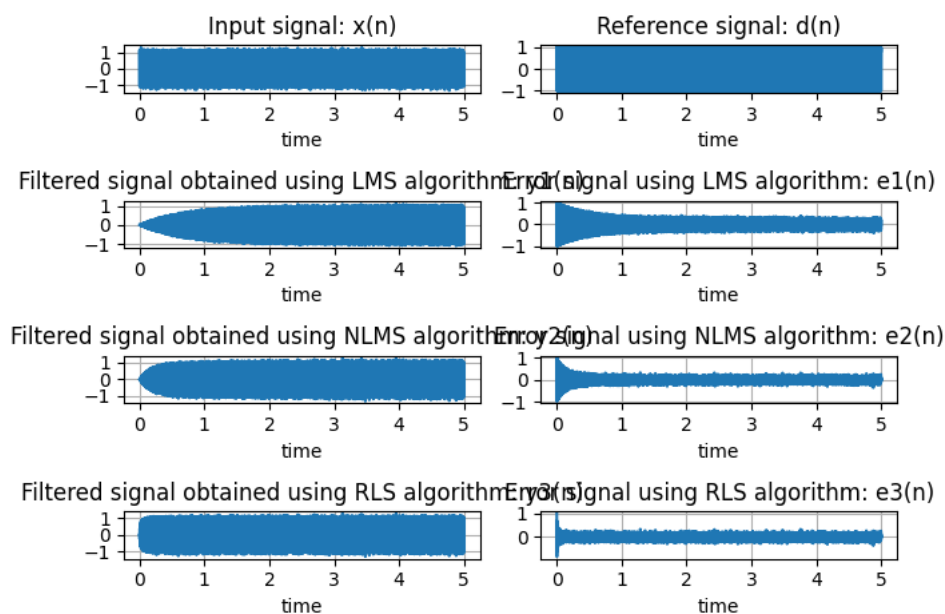 Input signal: x(n)
Reference signal: d(n)
1
0
−1
0 1 2 3 4 5
time
1
0
−1
0 1 2 3 4 5
time
Filtered signal obtained using LMS algorithm: y1(n)
Error signal using LMS algorithm: e1(n)
1
0
−1
0 1 2 3 4 5
time
1
0
−1
0 1 2 3 4 5
time
Filtered signal obtained using NLMS algorithm: y2(n)
Error signal using NLMS algorithm: e2(n)
1
0
−1
0 1 2 3 4 5
time
1
0
−1
0 1 2 3 4 5
time
Filtered signal obtained using RLS algorithm: y3(n)
Error signal using RLS algorithm: e3(n)
1
0
−1
0 1 2 3 4 5
time
1
0
0 1 2 3 4 5
time